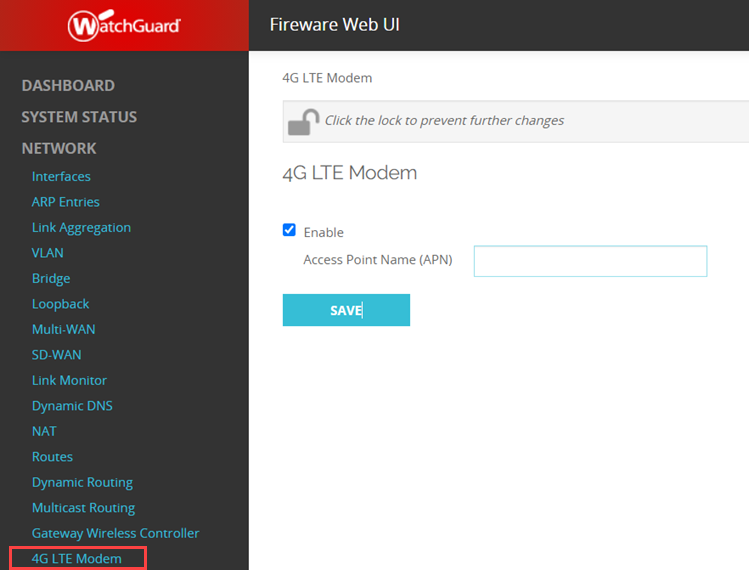 WatchGuard
Fireware Web UI
DASHBOARD
SYSTEM STATUS
NETWORK
Interfaces
ARP Entries
Link Aggregation
VLAN
Bridge
Loopback
Multi-WAN
SD-WAN
Link Monitor
Dynamic DNS
NAT
Routes
Dynamic Routing
Multicast Routing
Gateway Wireless Controller
4G LTE Modem
4G LTE Modem
Click the lock to prevent further changes
4G LTE Modem
Enable
Access Point Name (APN)
SAVE